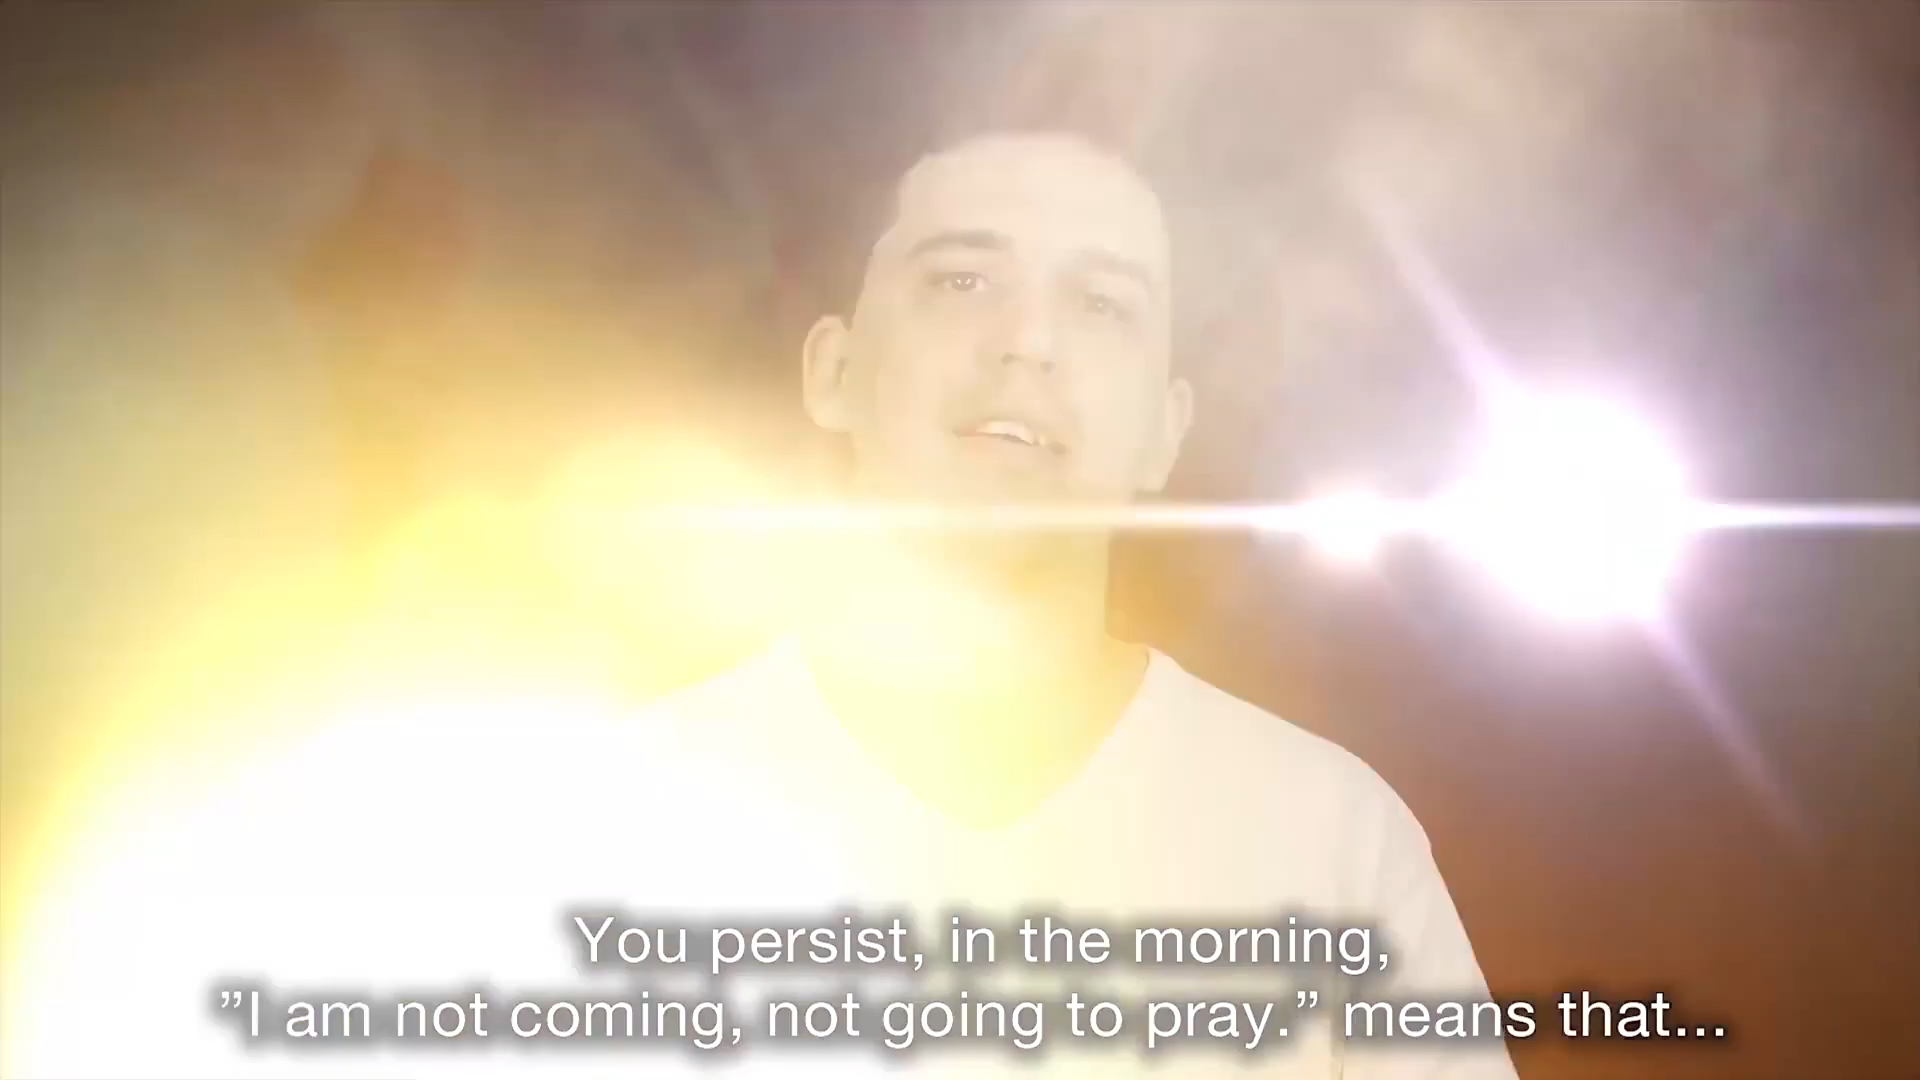 You persist, in the morning,
”I am not coming, not going to pray.” means that...